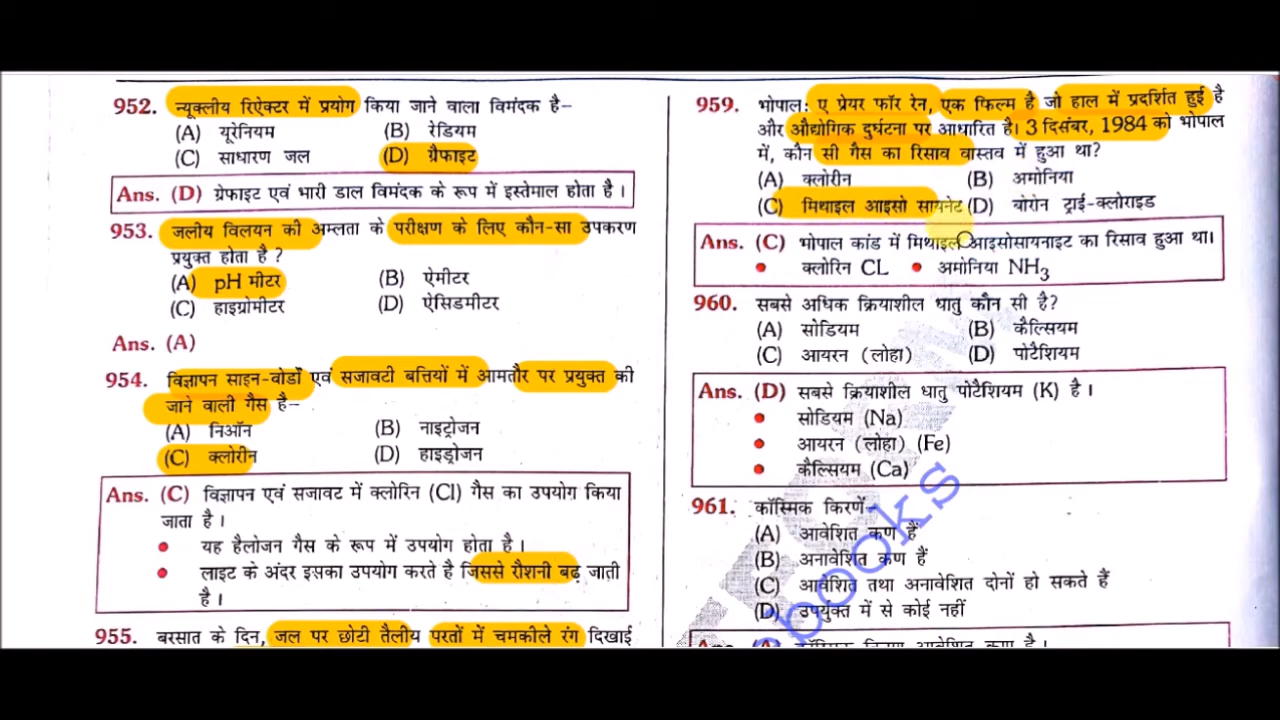 952. न्यूक्लीय रिऐक्टर में प्रयोग किया जाने वाला विमंदक है–
(A) यूरेनियम (B) रेडियम
(C) साधारण जल (D) ग्रैफाइट
Ans. (D) ग्रेफाइट एवं भारी डाल विमंदक के रूप में इस्तेमाल होता है ।
953. जलीय विलयन की अम्लता के परीक्षण के लिए कौन-सा उपकरण
प्रयुक्त होता है ?
(A) pH मीटर (B) ऐमीटर
(C) हाइग्रोमीटर (D) ऐसिडमीटर
Ans. (A)
954. विज्ञापन साइन-बोर्डों एवं सजावटी बत्तियों में आमतौर पर प्रयुक्त की
जाने वाली गैस है–
(A) निऑन (B) नाइट्रोजन
(C) क्लोरीन (D) हाइड्रोजन
Ans. (C) विज्ञापन एवं सजावट में क्लोरिन (Cl) गैस का उपयोग किया
जाता है ।
• यह हैलोजन गैस के रूप में उपयोग होता है ।
• लाइट के अंदर इसका उपयोग करते है जिससे रौशनी बढ़ जाती
है ।
955. बरसात के दिन, जल पर छोटी तैलीय परतों में चमकीले रंग दिखाई
959. भोपाल: ए प्रेयर फॉर रेन, एक फिल्म है जो हाल में प्रदर्शित हुई है
और औद्योगिक दुर्घटना पर आधारित है। 3 दिसंबर, 1984 को भोपाल
में, कौन सी गैस का रिसाव वास्तव में हुआ था?
(A) क्लोरीन (B) अमोनिया
(C) मिथाइल आइसो सायनेट (D) बोरोन ट्राई-क्लोराइड
Ans. (C) भोपाल कांड में मिथाइल आइसोसायनाइट का रिसाव हुआ था।
• क्लोरिन CL • अमोनिया NH₃
960. सबसे अधिक क्रियाशील धातु कौन सी है?
(A) सोडियम (B) कैल्सियम
(C) आयरन (लोहा) (D) पोटैशियम
Ans. (D) सबसे क्रियाशील धातु पोटैशियम (K) है ।
• सोडियम (Na)
• आयरन (लोहा) (Fe)
• कैल्सियम (Ca)
961. कॉस्मिक किरणें–
(A) आवेशित कण हैं
(B) अनावेशित कण हैं
(C) आवेशित तथा अनावेशित दोनों हो सकते हैं
(D) उपर्युक्त में से कोई नहीं
Ans. (A) कॉस्मिक किरण आवेशित कण है ।
books